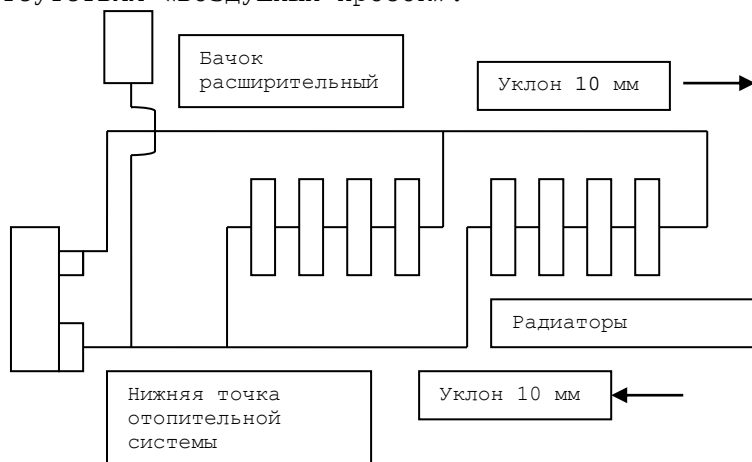 Бачок
расширительный
Уклон 10 мм
Радиаторы
Нижняя точка
отопительной
системы
Уклон 10 мм